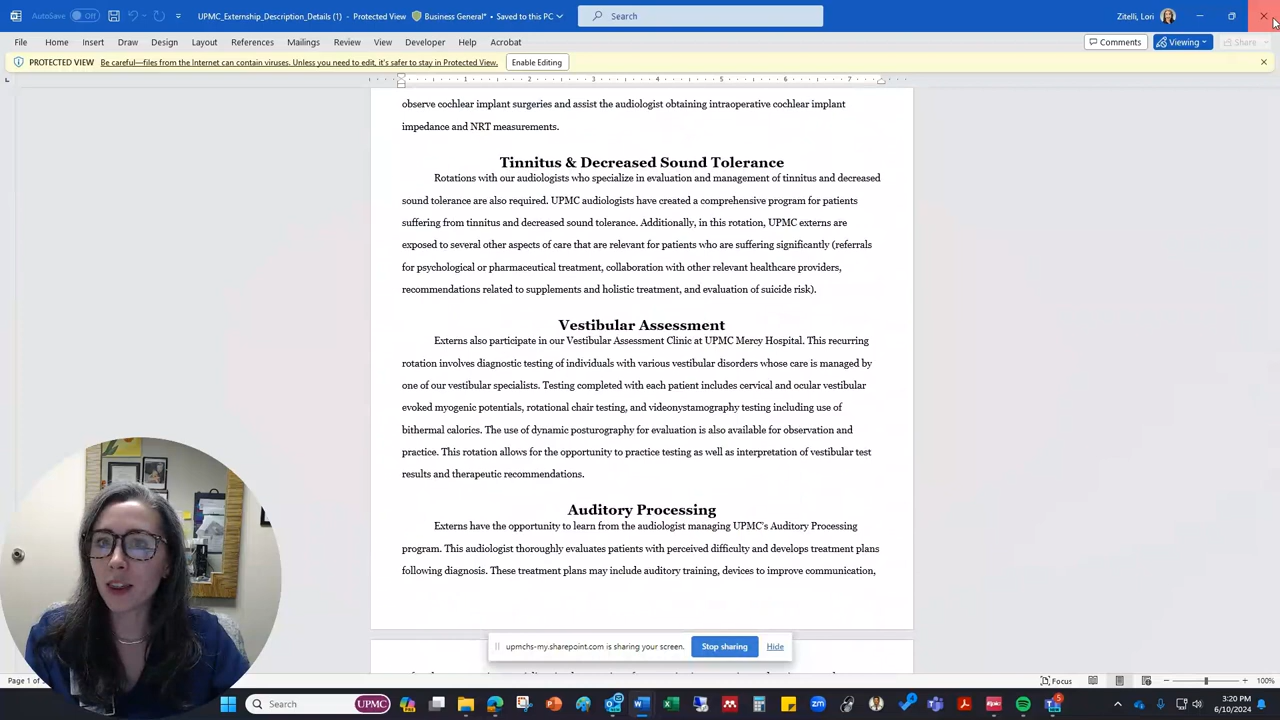 AutoSave Off
UPMC_Externship_Description_Details (1) • Protected View
Business General*
• Saved to this PC
Search
Zitelli, Lori
File Home Insert Draw Design Layout References Mailings Review View Developer Help Acrobat
Comments
Viewing
Share
PROTECTED VIEW Be careful—files from the Internet can contain viruses. Unless you need to edit, it's safer to stay in Protected View. Enable Editing
1 2 3 4 5 6 7
observe cochlear implant surgeries and assist the audiologist obtaining intraoperative cochlear implant
impedance and NRT measurements.
Tinnitus & Decreased Sound Tolerance
Rotations with our audiologists who specialize in evaluation and management of tinnitus and decreased
sound tolerance are also required. UPMC audiologists have created a comprehensive program for patients
suffering from tinnitus and decreased sound tolerance. Additionally, in this rotation, UPMC externs are
exposed to several other aspects of care that are relevant for patients who are suffering significantly (referrals
for psychological or pharmaceutical treatment, collaboration with other relevant healthcare providers,
recommendations related to supplements and holistic treatment, and evaluation of suicide risk).
Vestibular Assessment
Externs also participate in our Vestibular Assessment Clinic at UPMC Mercy Hospital. This recurring
rotation involves diagnostic testing of individuals with various vestibular disorders whose care is managed by
one of our vestibular specialists. Testing completed with each patient includes cervical and ocular vestibular
evoked myogenic potentials, rotational chair testing, and videonystamography testing including use of
bithermal calorics. The use of dynamic posturography for evaluation is also available for observation and
practice. This rotation allows for the opportunity to practice testing as well as interpretation of vestibular test
results and therapeutic recommendations.
Auditory Processing
Externs have the opportunity to learn from the audiologist managing UPMC's Auditory Processing
program. This audiologist thoroughly evaluates patients with perceived difficulty and develops treatment plans
following diagnosis. These treatment plans may include auditory training, devices to improve communication,
upmchs-my.sharepoint.com is sharing your screen. Stop sharing Hide
Page 1 of
Focus
100%
Search
UPMC
3:20 PM
6/10/2024